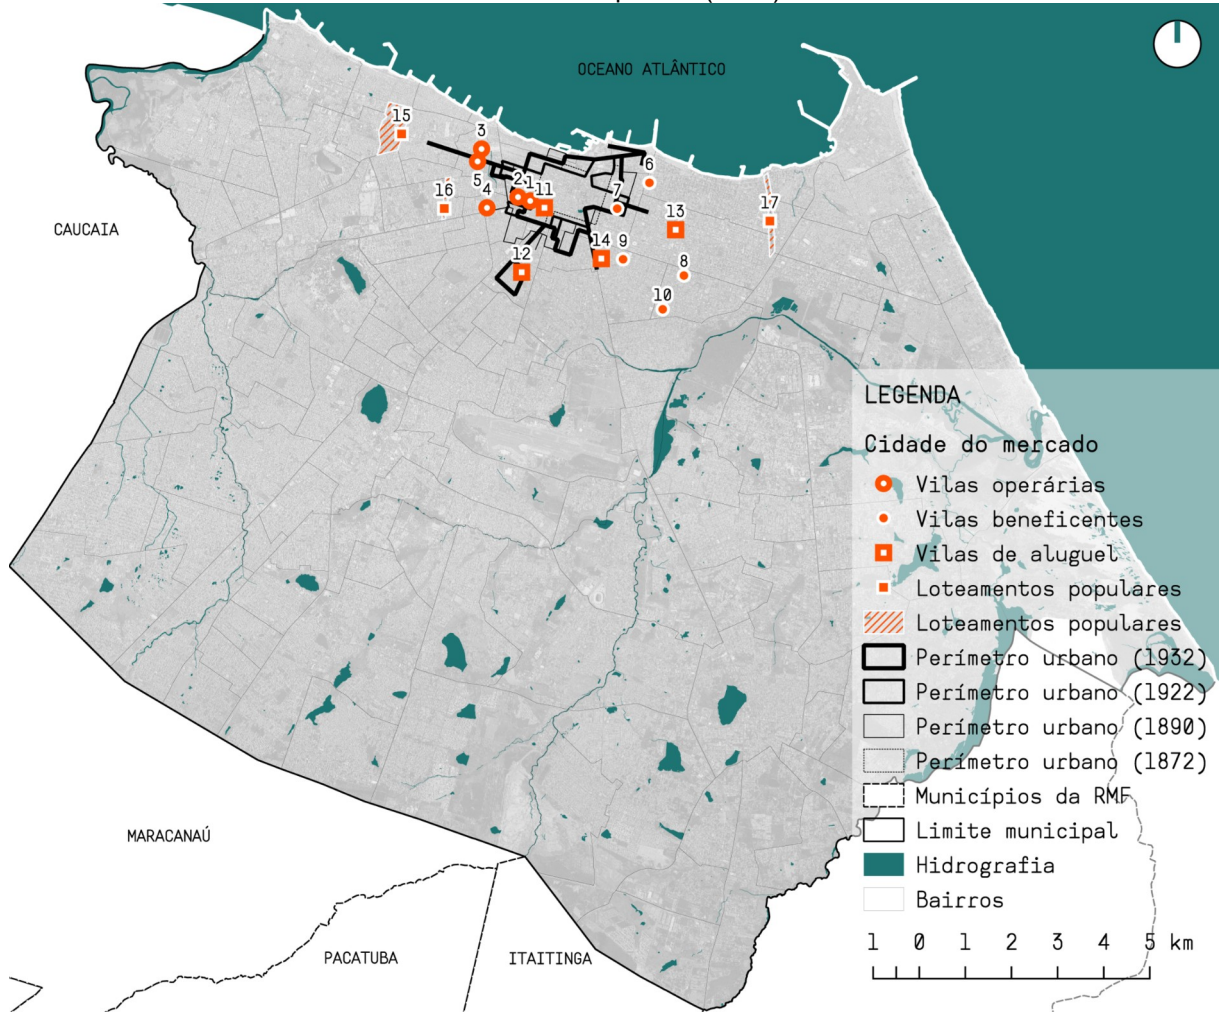 OCEANO ATLÂNTICO
15
3
6
16
5
4
2
1
11
7
17
13
12
14
9
8
10
CAUCAIA
LEGENDA
Cidade do mercado
Vilas operárias
Vilas beneficentes
Vilas de aluguel
Loteamentos populares
Loteamentos populares
Perímetro urbano (1932)
Perímetro urbano (1922)
Perímetro urbano (1890)
Perímetro urbano (1872)
Municípios da RMF
Limite municipal
Hidrografia
Bairros
1 0 1 2 3 4 5 km
MARACANAÚ
PACATUBA
ITAITINGA